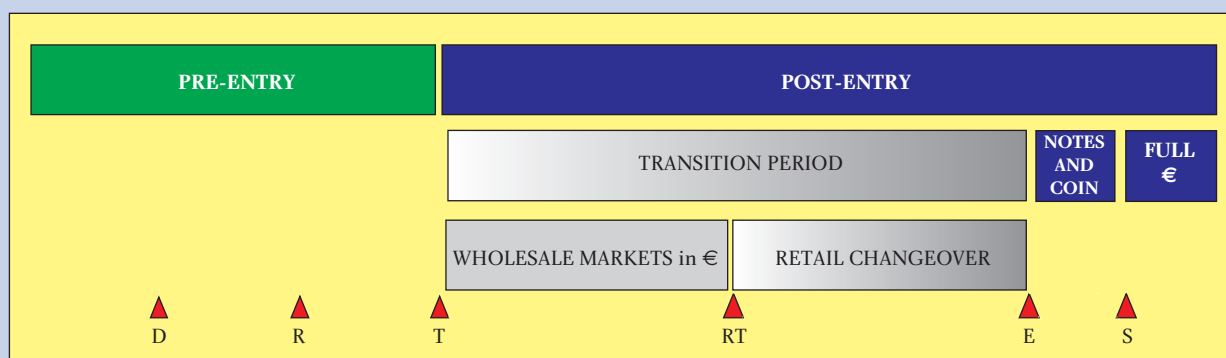 PRE-ENTRY
POST-ENTRY
TRANSITION PERIOD
NOTES
AND
COIN
FULL
€
WHOLESALE MARKETS in €
RETAIL CHANGEOVER
D R T RT E S